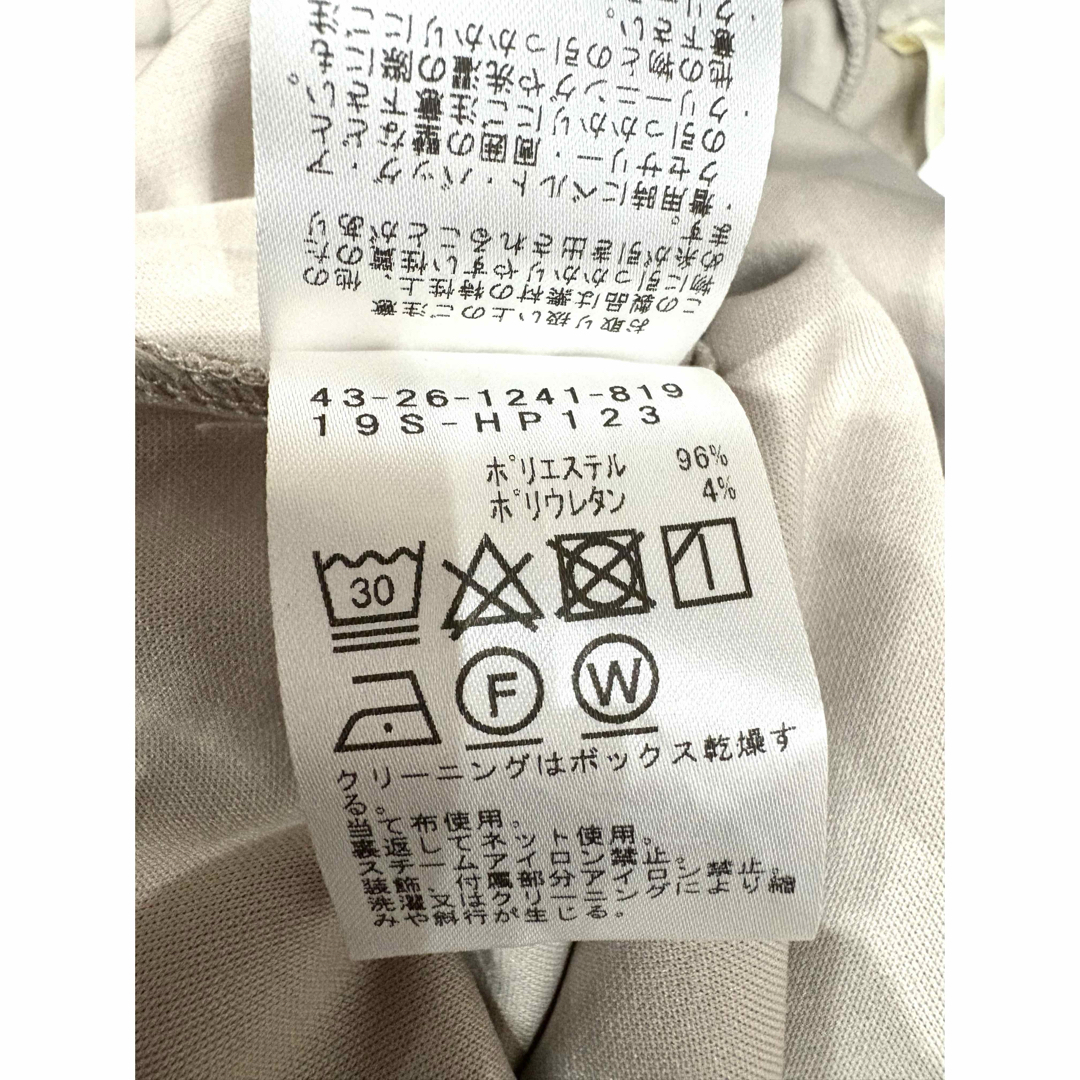 お取り扱い上のご注意
この製品は素材の特性上、他の
物に引っかかりやすい性質のた
め糸が引き出されることがあり
ます。
・着用時にベルト・バッグ・ア
クセサリー・周囲の壁などと
の引っかかりにご注意下さい。
・クリーニングや洗濯の際にも
他の物との引っかかりに
43-26-1241-819
19S-HP123
ポリエステル 96%
ポリウレタン 4%
30
F W
クリーニングはボックス乾燥す
る。
当て布使用。
裏返してネット使用。
スチームアイロン禁止。
装飾、付属部分アイロン禁止。
洗濯又はクリーニングにより縮
みや斜行が生じる。